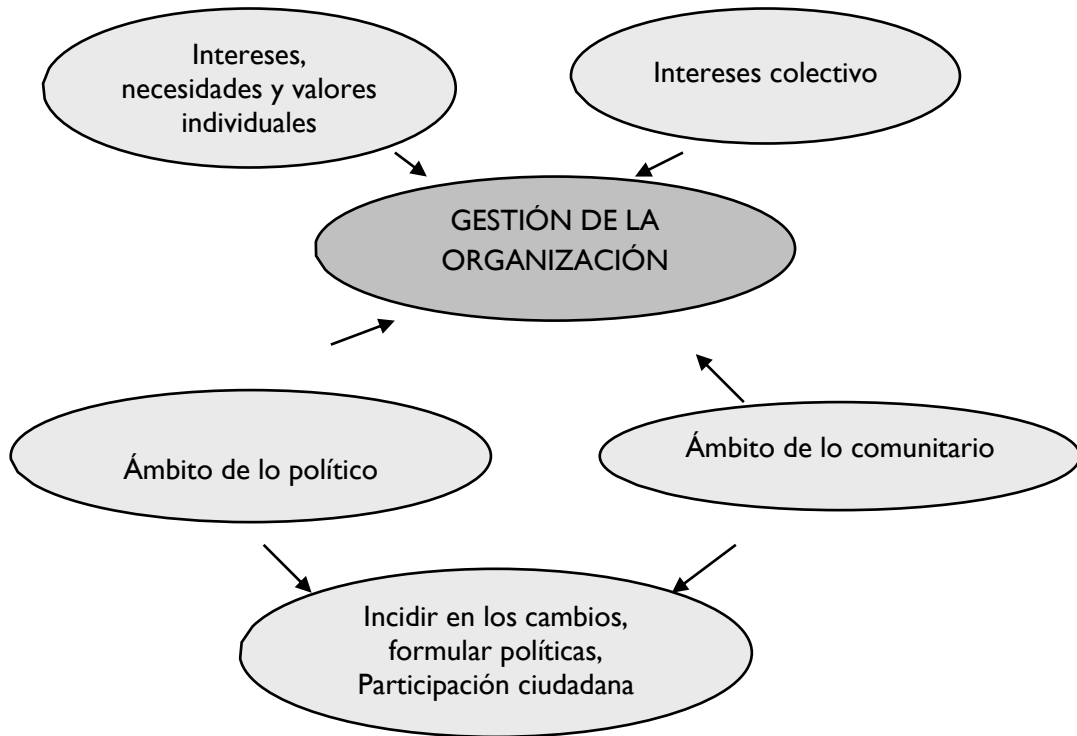 Intereses,
necesidades y valores
individuales
Intereses colectivo
GESTIÓN DE LA
ORGANIZACIÓN
Ámbito de lo político
Ámbito de lo comunitario
Incidir en los cambios,
formular políticas,
Participación ciudadana